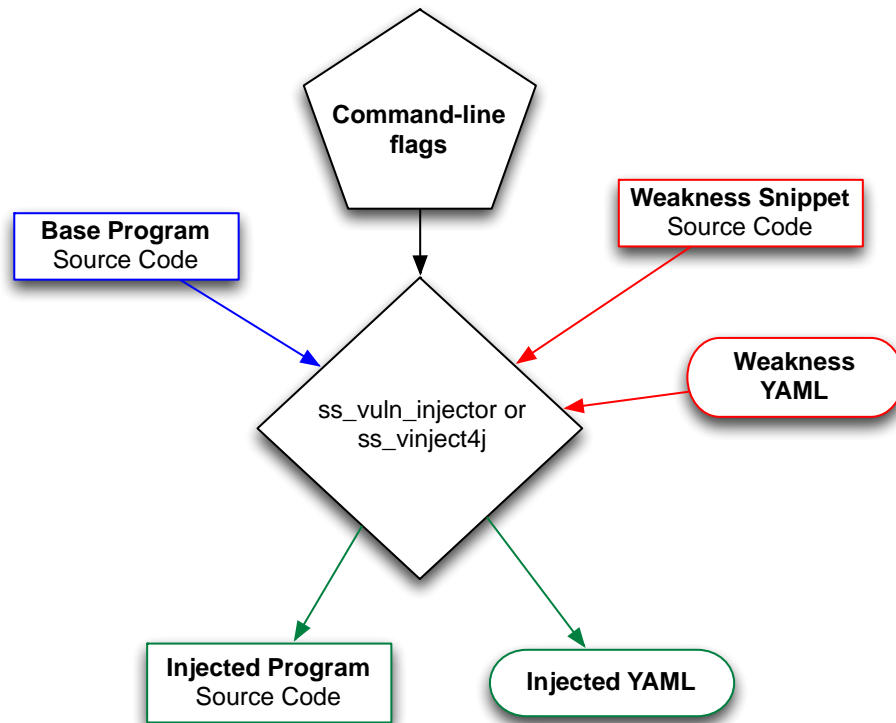 Command-line
flags
Base Program
Source Code
Weakness Snippet
Source Code
Weakness
YAML
ss_vuln_injector or
ss_vinject4j
Injected Program
Source Code
Injected YAML